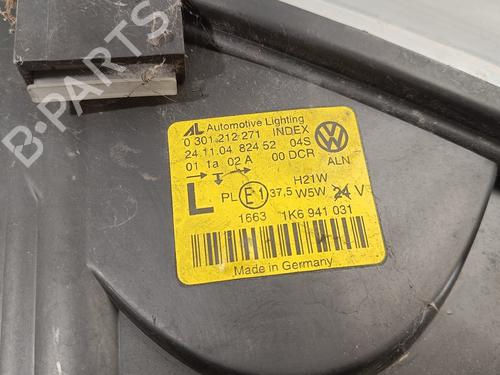 AL Automotive Lighting
0 301 212 271 INDEX
24.11.04 824 52 04S
01 1a 02 A 00 DCR
VW
ALN
L PL E1 37,5 H21W W5W 24 V
1663 1K6 941 031
Made in Germany
B-PARTS